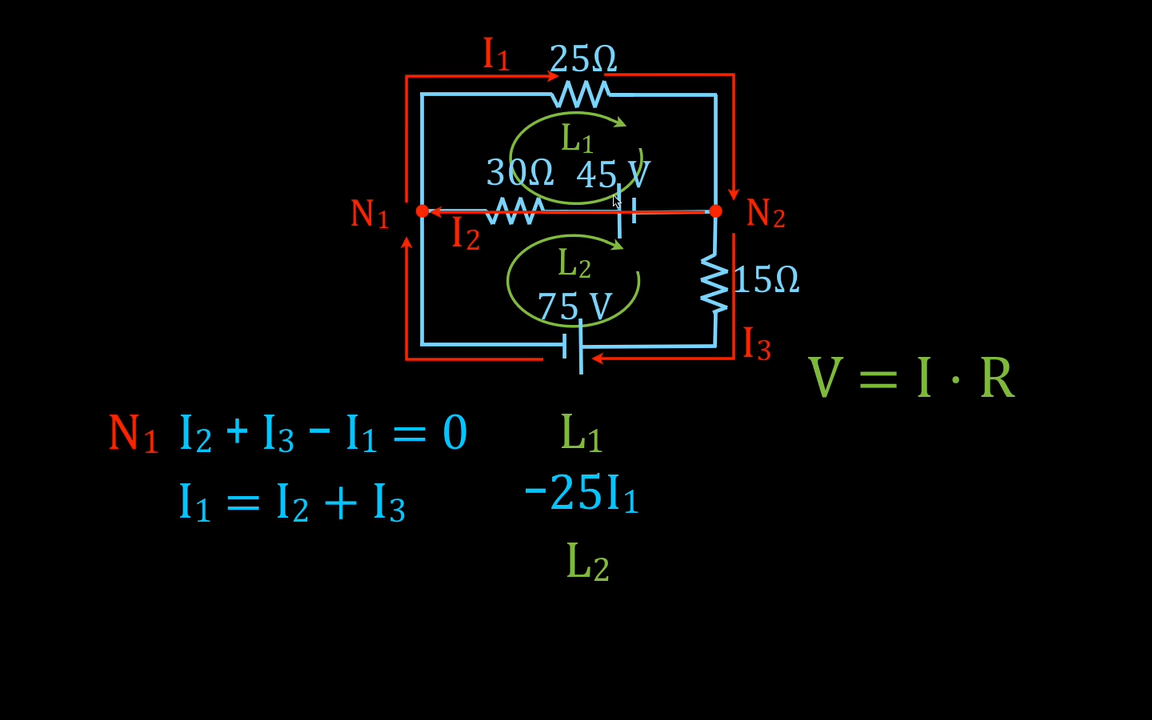 I₁ 25Ω
L₁
30Ω 45 V
N₁ N₂
I₂
L₂ 15Ω
75 V
I₃
V = I · R
N₁ I₂ + I₃ − I₁ = 0 L₁
I₁ = I₂ + I₃ −25I₁
L₂